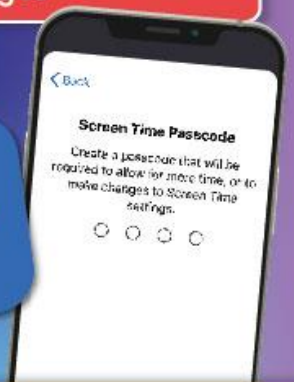 Back
Screen Time Passcode
Create a passcode that will be
required to allow for more time, or to
make changes to Screen Time
settings.